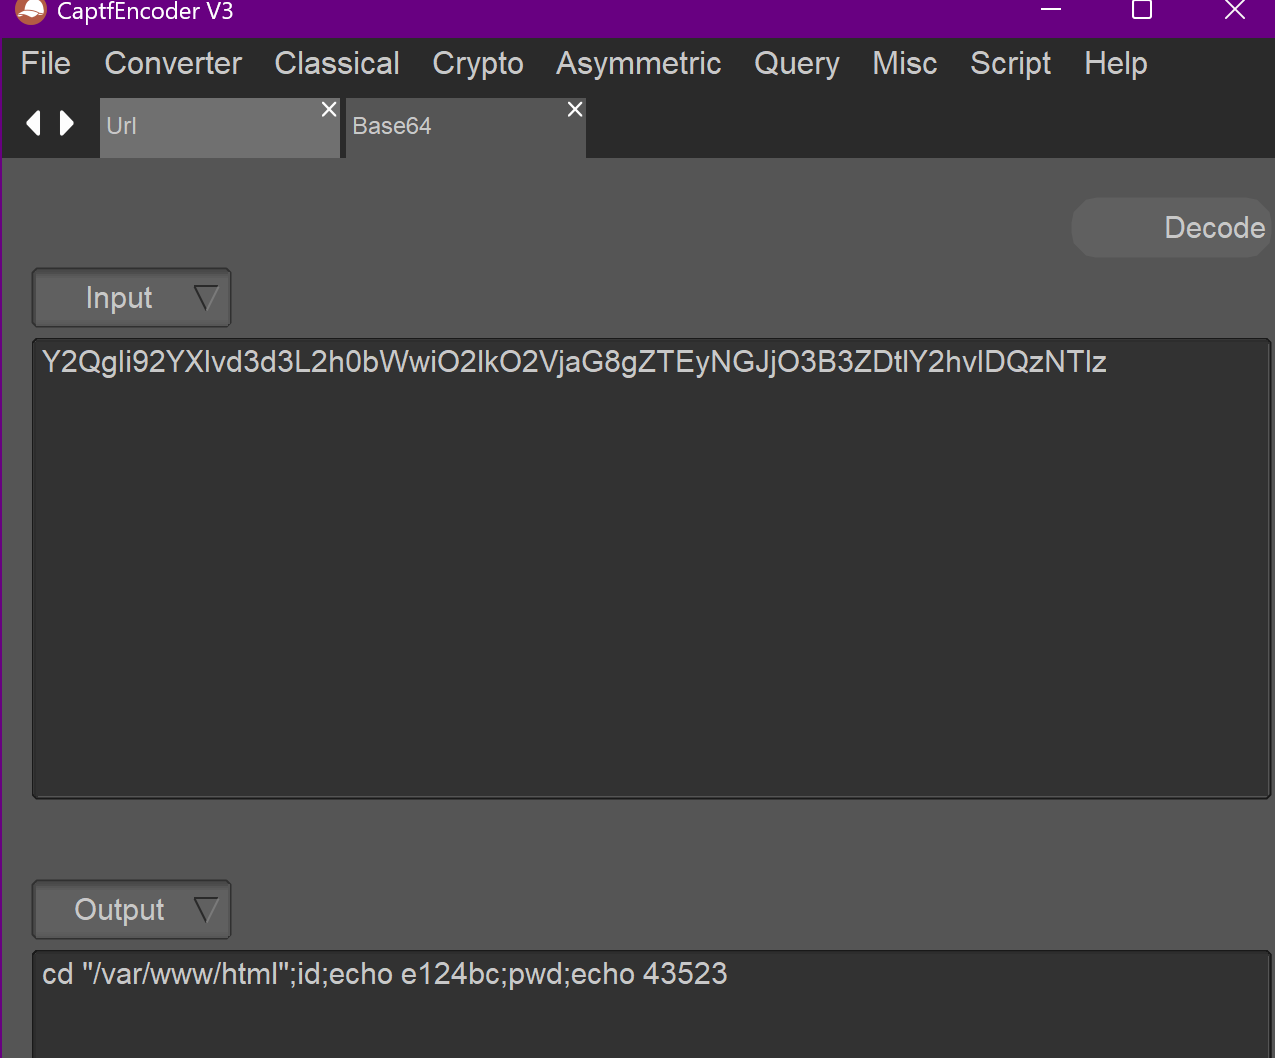 CaptfEncoder V3
File Converter Classical Crypto Asymmetric Query Misc Script Help
Url Base64
Decode
Input
Y2QgIi92YXIvd3d3L2h0bWwiO2lkO2VjaG8gZTEyNGJjO3B3ZDtlY2hvIDQzNTIz
Output
cd "/var/www/html";id;echo e124bc;pwd;echo 43523